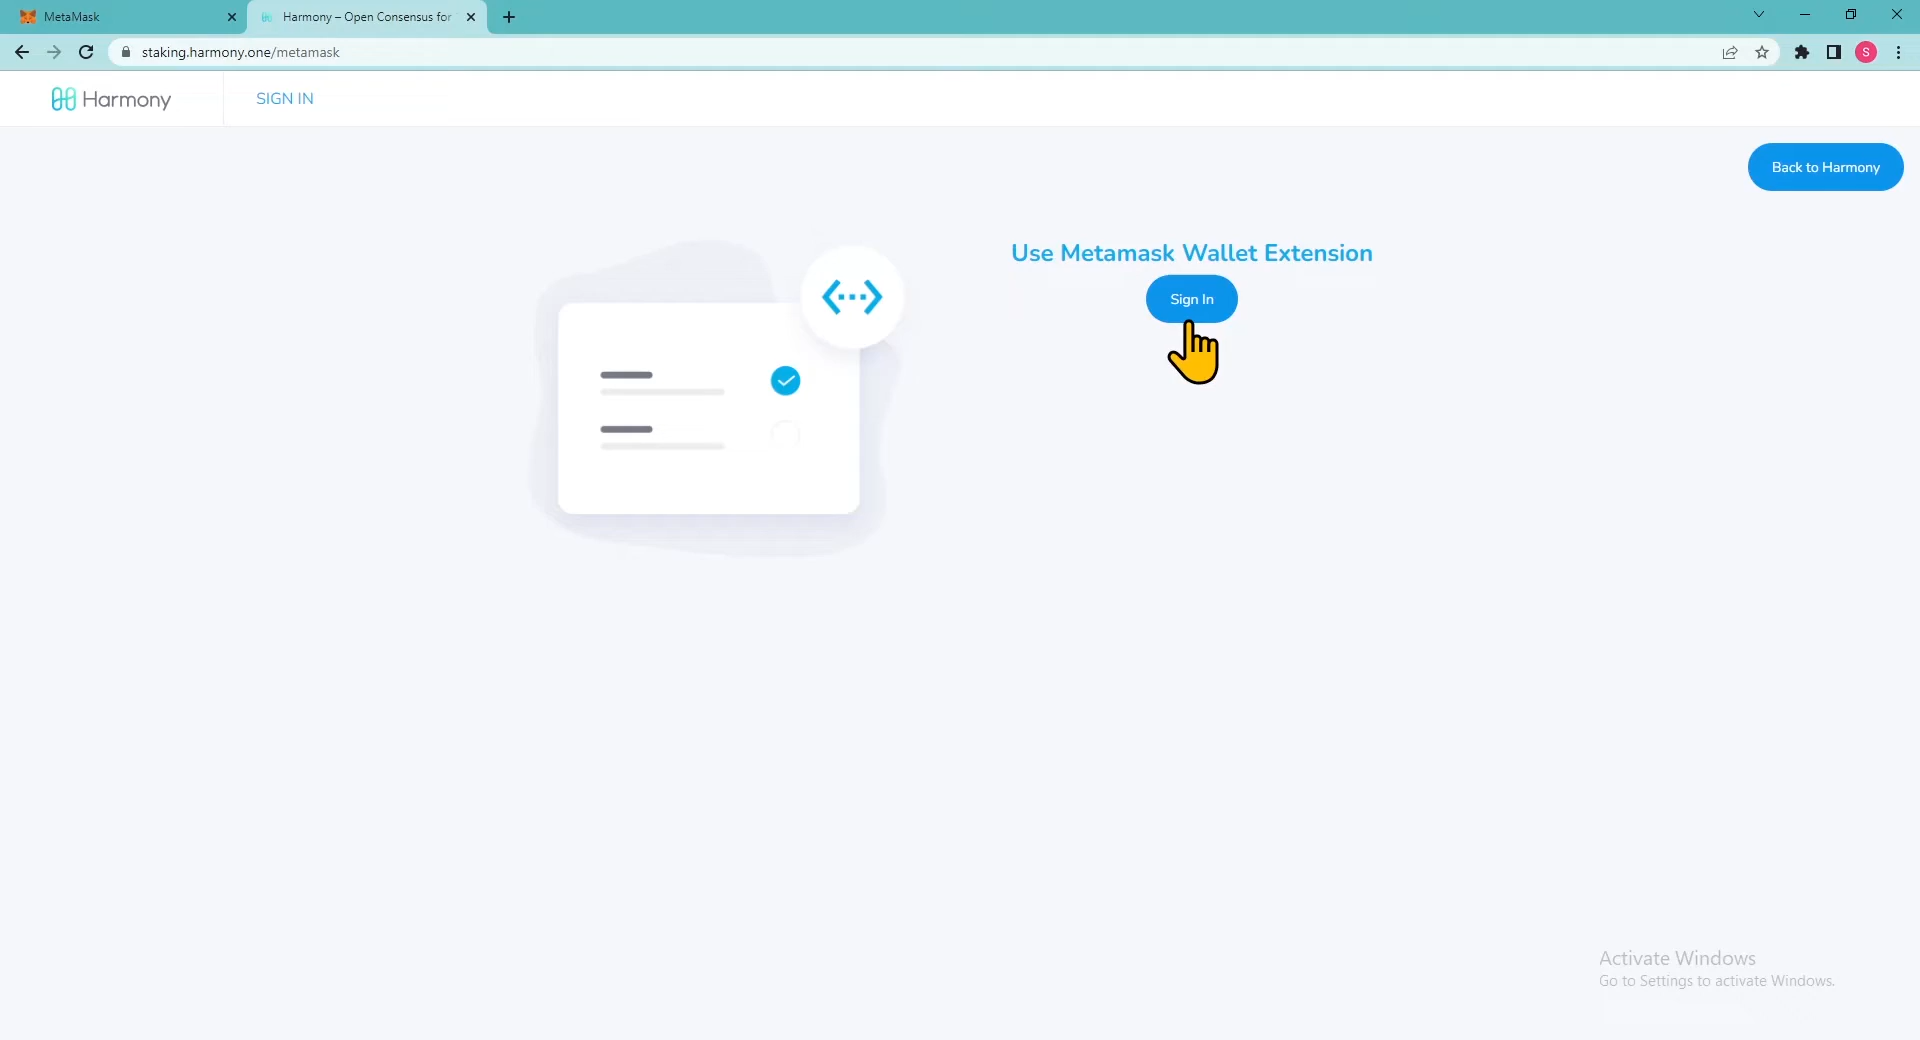 MetaMask
Harmony – Open Consensus for
staking.harmony.one/metamask
S
Harmony
SIGN IN
Back to Harmony
Use Metamask Wallet Extension
Sign In
Activate Windows
Go to Settings to activate Windows.